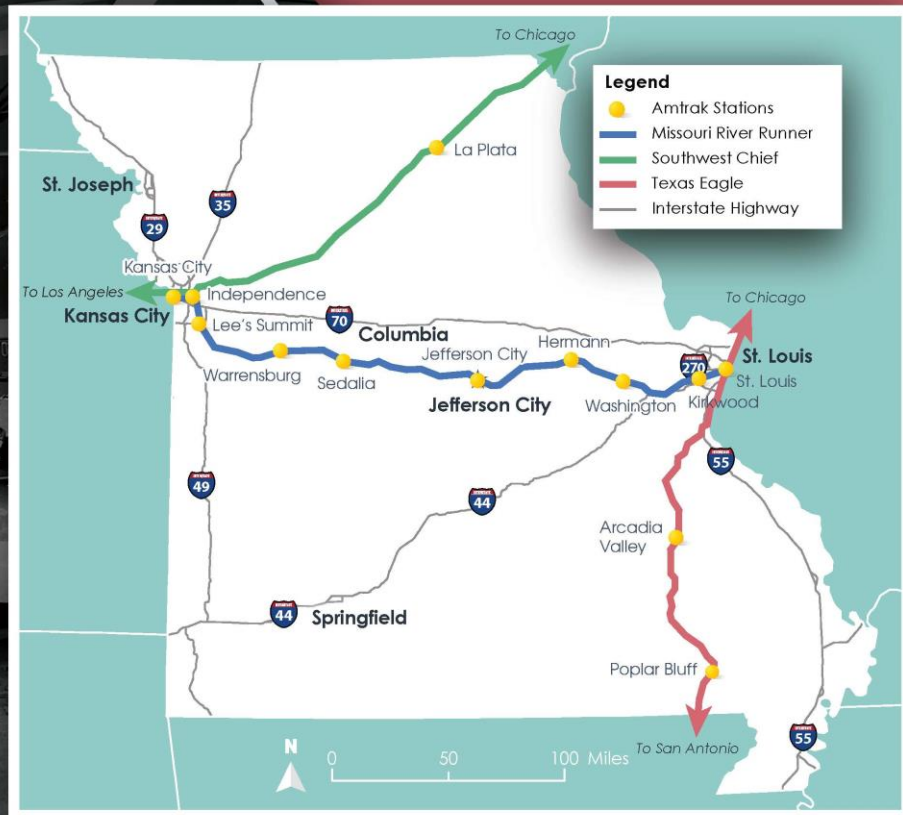 To Chicago
Legend
Amtrak Stations
Missouri River Runner
Southwest Chief
Texas Eagle
Interstate Highway
La Plata
St. Joseph
35
29
Kansas City
To Los Angeles
Independence
Kansas City
Lee's Summit
70
Columbia
To Chicago
Hermann
Jefferson City
St. Louis
270
St. Louis
Warrensburg
Sedalia
Jefferson City
Washington
Kirkwood
55
49
44
Arcadia
Valley
44
Springfield
Poplar Bluff
To San Antonio
55
N
0 50 100 Miles